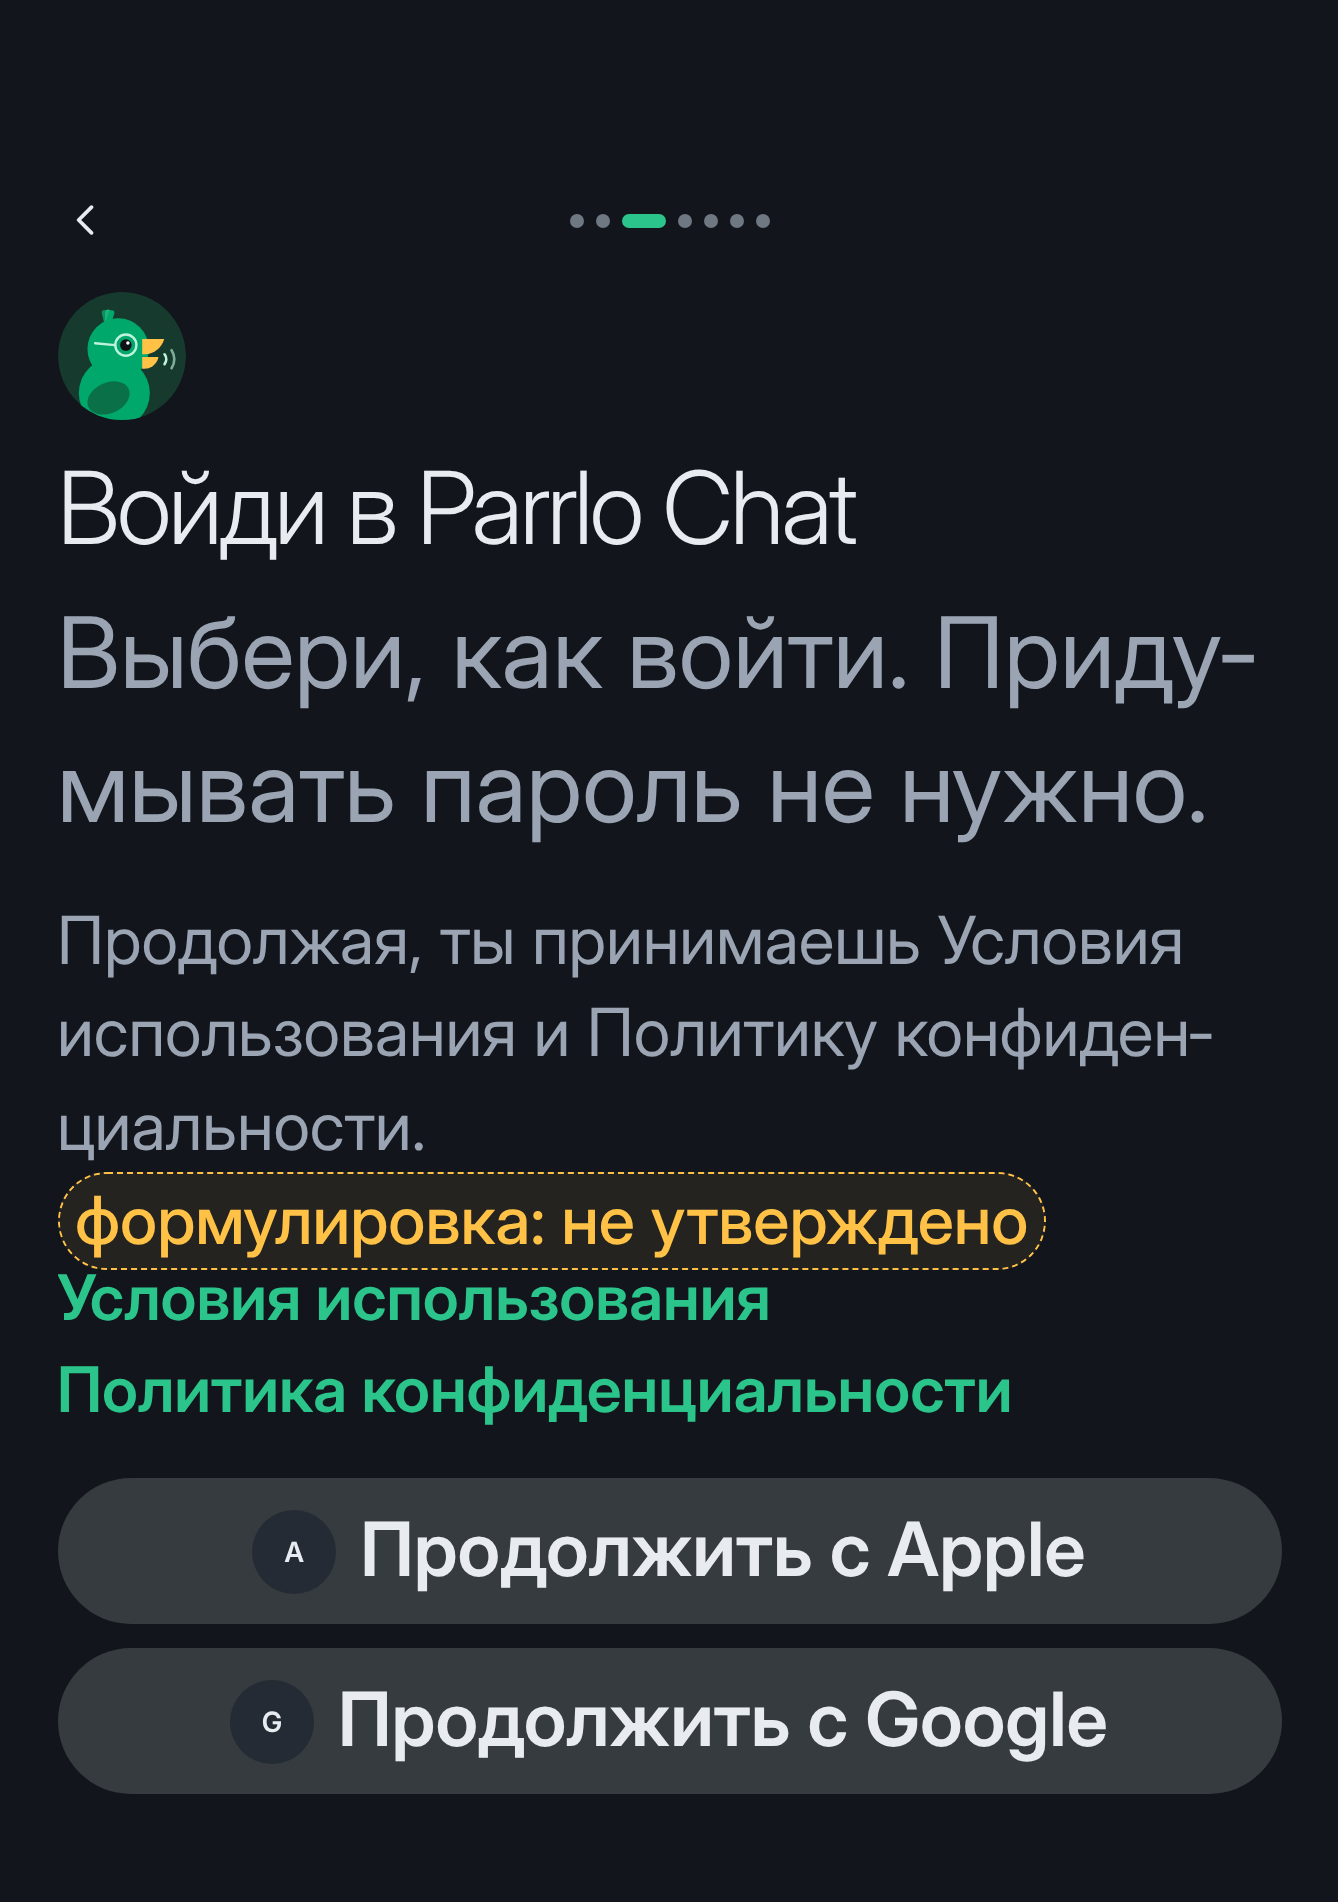 Войди в Parrlo Chat
Выбери, как войти. Приду-
мывать пароль не нужно.
Продолжая, ты принимаешь Условия
использования и Политику конфиден-
циальности.
формулировка: не утверждено
Условия использования
Политика конфиденциальности
A Продолжить с Apple
G Продолжить с Google